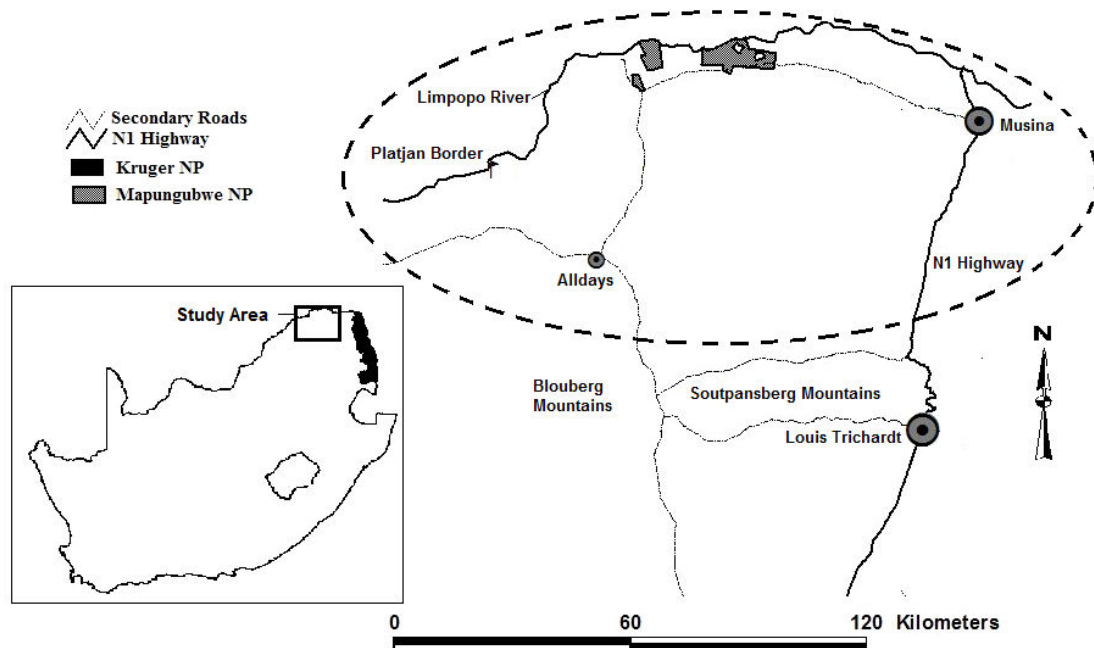 Limpopo River
Secondary Roads
N1 Highway
Musina
Platjan Border
Kruger NP
Mapungubwe NP
N1 Highway
Alldays
Study Area
N
Blouberg
Mountains
Soutpansberg Mountains
Louis Trichardt
0 60 120 Kilometers